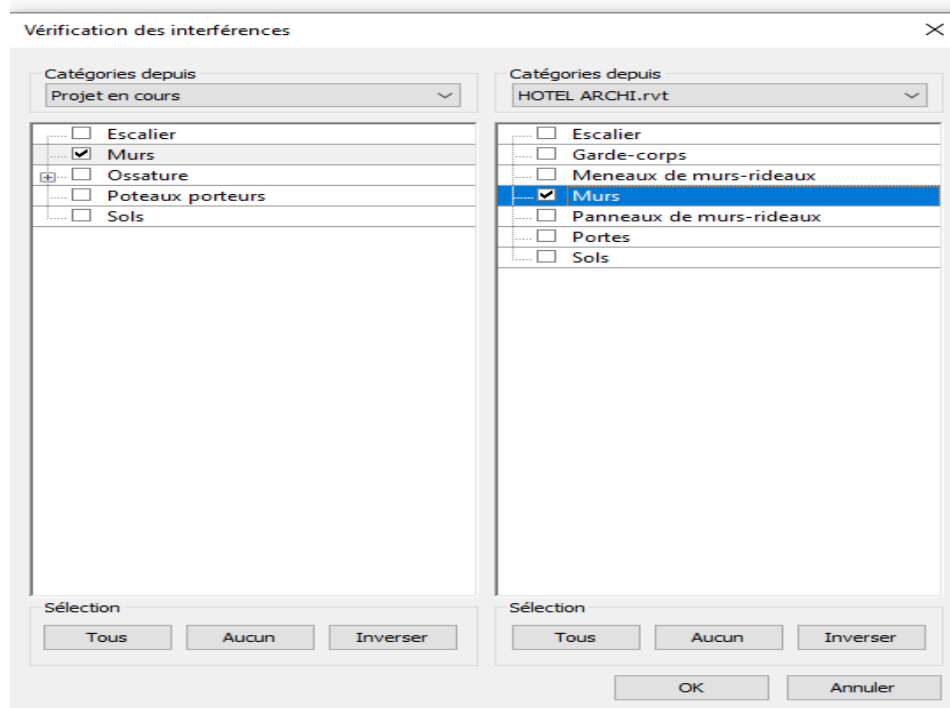 Vérification des interférences
Catégories depuis
Projet en cours
Escalier
Murs
Ossature
Poteaux porteurs
Sols
Sélection
Tous Aucun Inverser
Catégories depuis
HOTEL ARCHI.rvt
Escalier
Garde-corps
Meneaux de murs-rideaux
Murs
Panneaux de murs-rideaux
Portes
Sols
Sélection
Tous Aucun Inverser
OK Annuler